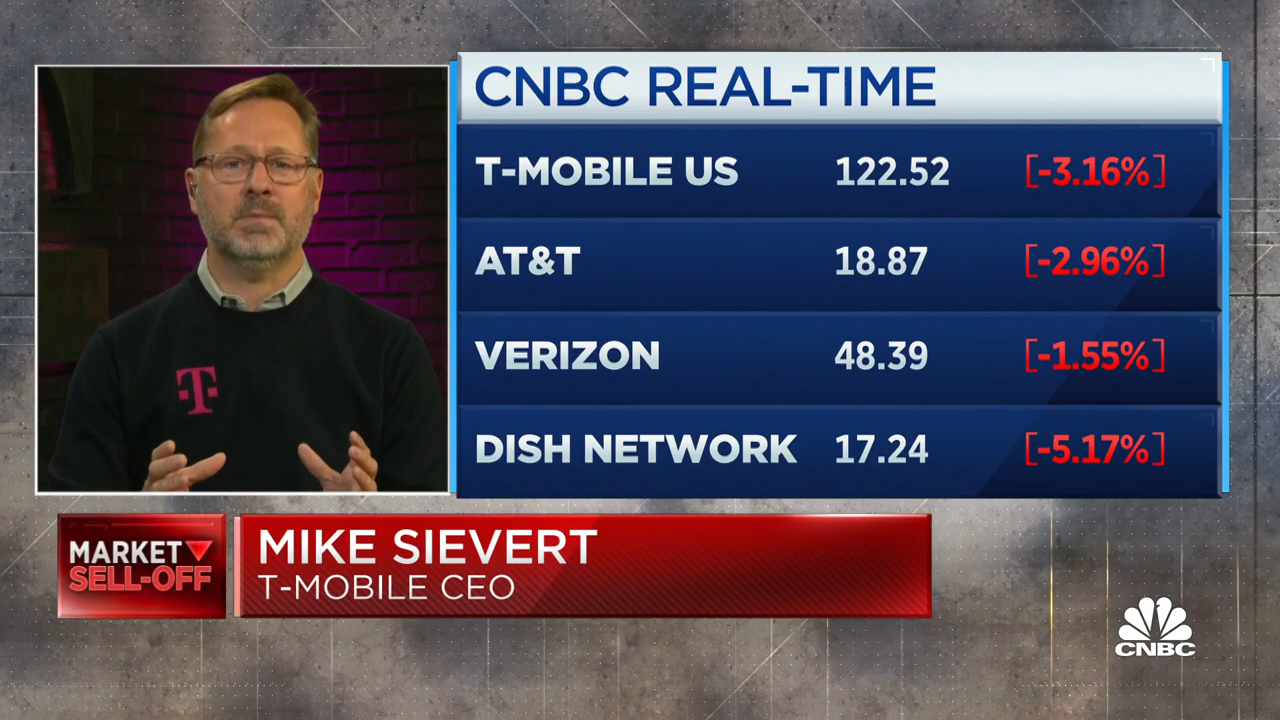 CNBC REAL-TIME
T-MOBILE US 122.52 [-3.16%]
AT&T 18.87 [-2.96%]
VERIZON 48.39 [-1.55%]
DISH NETWORK 17.24 [-5.17%]
T
MARKET
SELL-OFF
MIKE SIEVERT
T-MOBILE CEO
CNBC